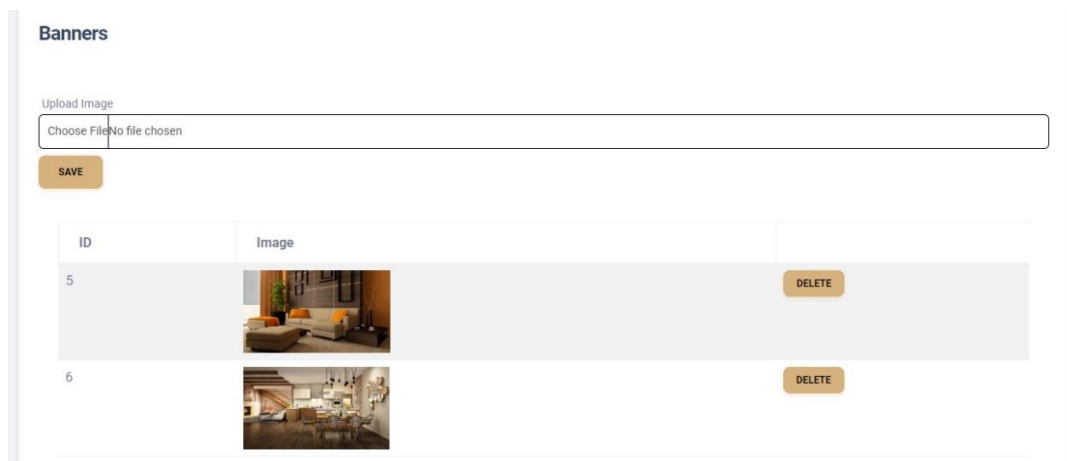 Banners
Upload Image
Choose File No file chosen
SAVE
ID Image
5 DELETE
6 DELETE